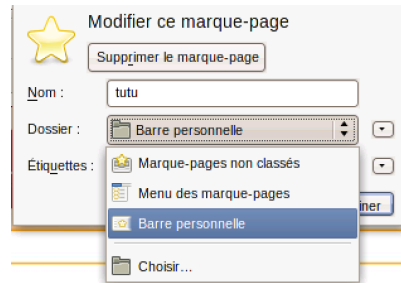 Modifier ce marque-page
Supprimer le marque-page
Nom :
tutu
Dossier :
Barre personnelle
Étiquettes :
Marque-pages non classés
Menu des marque-pages
Barre personnelle
Choisir...